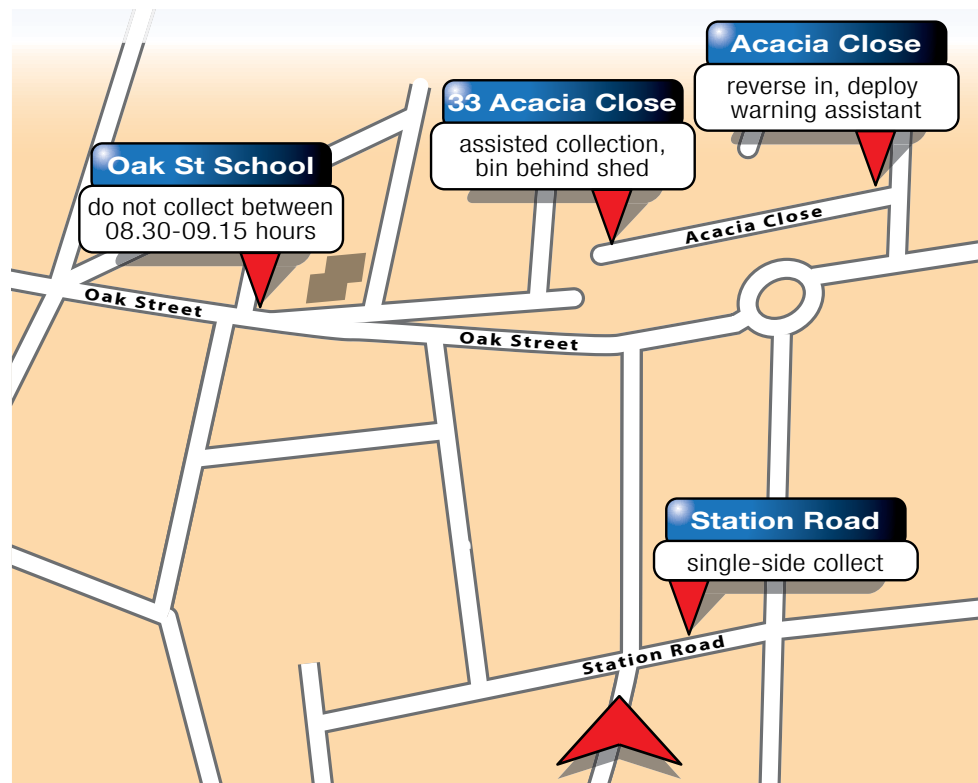 Acacia Close
reverse in, deploy
warning assistant
33 Acacia Close
assisted collection,
bin behind shed
Oak St School
do not collect between
08.30-09.15 hours
Acacia Close
Oak Street
Oak Street
Station Road
single-side collect
Station Road